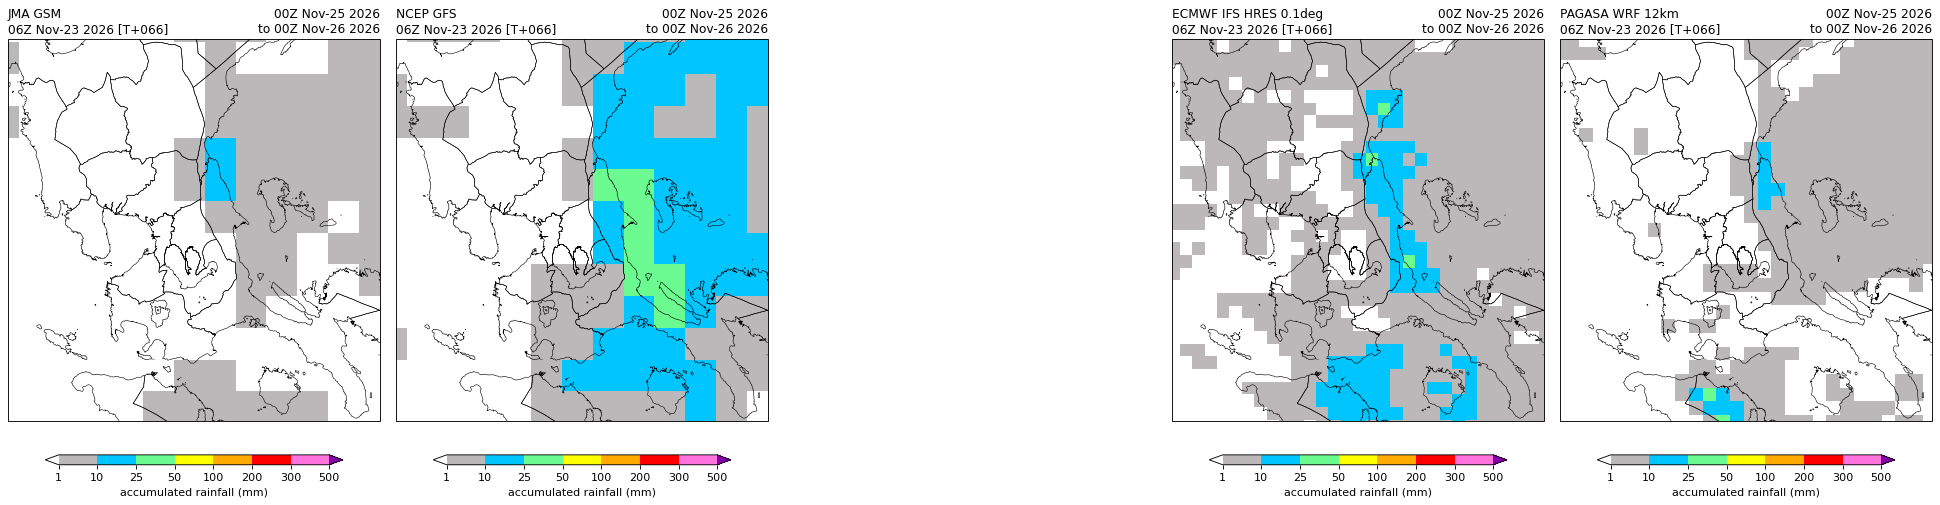 JMA GSM 00Z Nov-25 2026
06Z Nov-23 2026 [T+066] to 00Z Nov-26 2026
1 10 25 50 100 200 300 500
accumulated rainfall (mm)
NCEP GFS 00Z Nov-25 2026
06Z Nov-23 2026 [T+066] to 00Z Nov-26 2026
1 10 25 50 100 200 300 500
accumulated rainfall (mm)
ECMWF IFS HRES 0.1deg 00Z Nov-25 2026
06Z Nov-23 2026 [T+066] to 00Z Nov-26 2026
1 10 25 50 100 200 300 500
accumulated rainfall (mm)
PAGASA WRF 12km 00Z Nov-25 2026
06Z Nov-23 2026 [T+066] to 00Z Nov-26 2026
1 10 25 50 100 200 300 500
accumulated rainfall (mm)